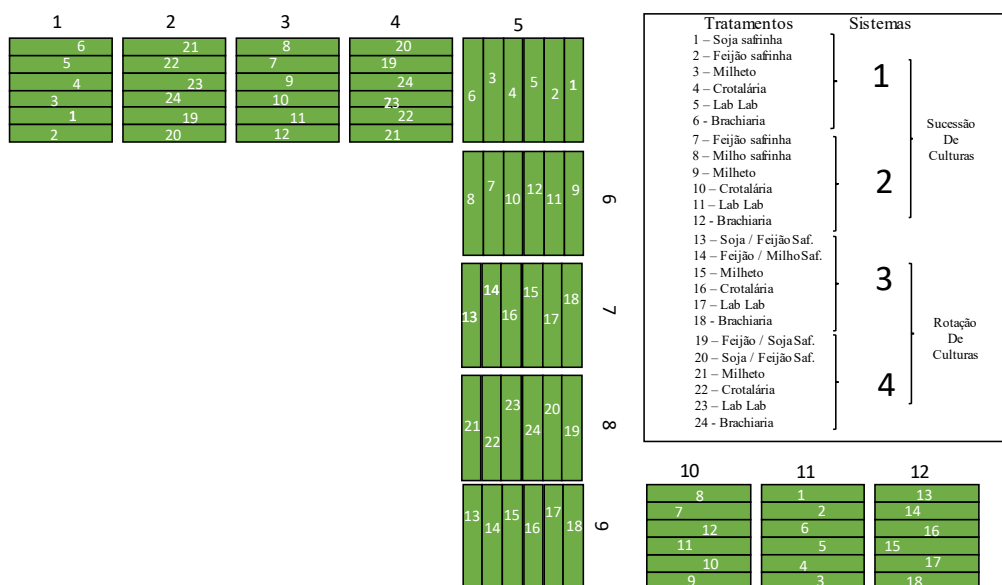 1 2 3 4 5
6 21 8 20
5 22 7 19
4 23 9 24
3 24 10 23
1 19 11 22
2 20 12 21
6 3 4 5 2 1
8 7 10 12 11 9
6
13 14 16 15 17 18
7
21 22 23 24 20 19
8
13 14 15 16 17 18
9
Tratamentos Sistemas
1 – Soja safrinha
2 – Feijão safrinha
3 – Milheto
4 – Crotalária
5 – Lab Lab
6 - Brachiaria
1
7 – Feijão safrinha
8 – Milho safrinha
9 – Milheto
10 – Crotalária
11 – Lab Lab
12 - Brachiaria
2
Sucessão
De
Culturas
13 – Soja / Feijão Saf.
14 – Feijão / Milho Saf.
15 – Milheto
16 – Crotalária
17 – Lab Lab
18 - Brachiaria
3
19 – Feijão / Soja Saf.
20 – Soja / Feijão Saf.
21 – Milheto
22 – Crotalária
23 – Lab Lab
24 - Brachiaria
4
Rotação
De
Culturas
10 11 12
8 1 13
7 2 14
12 6 16
11 5 15
10 4 17
9 3 18